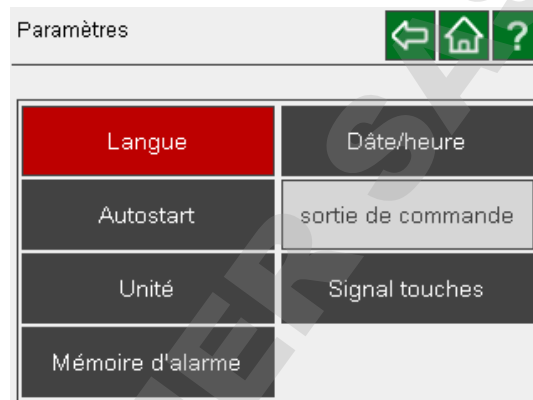 Paramètres
?
Langue
Dâte/heure
Autostart
sortie de commande
Unité
Signal touches
Mémoire d'alarme